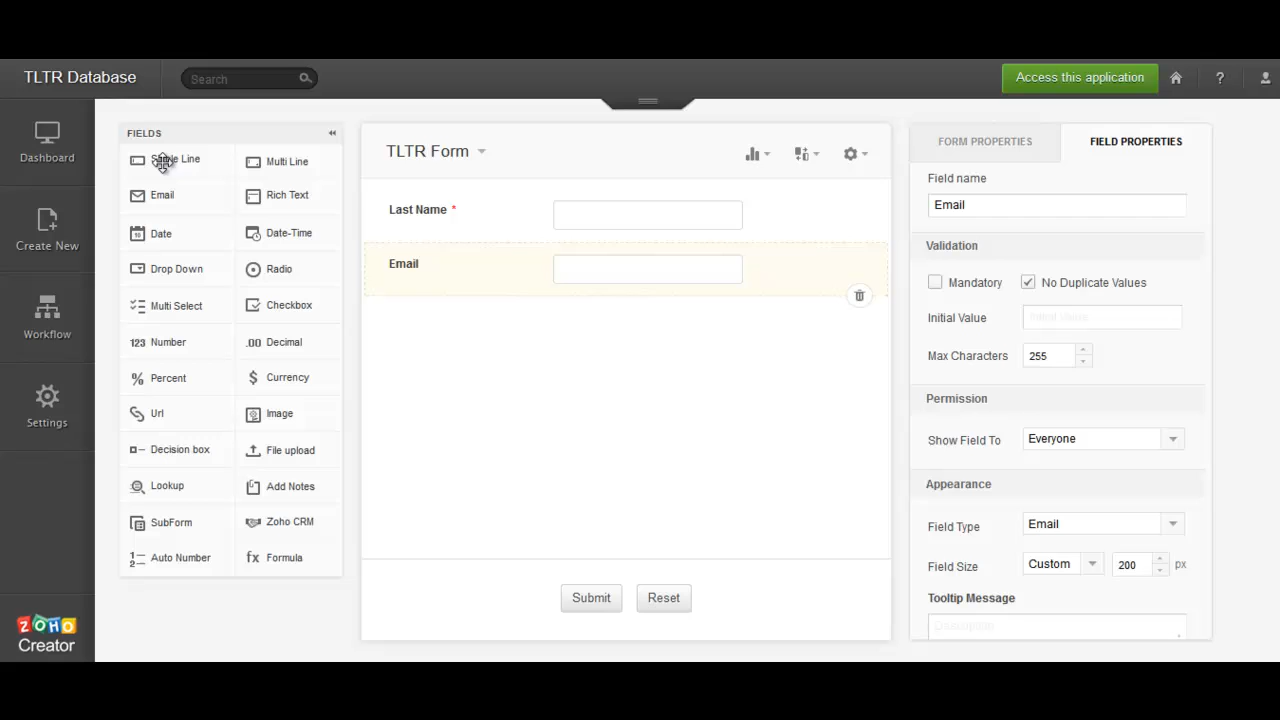 TLTR Database
Search
Access this application
?
Dashboard
Create New
Workflow
Settings
ZOHO
Creator
FIELDS
Single Line
Multi Line
Email
Rich Text
Date
Date-Time
Drop Down
Radio
Multi Select
Checkbox
123 Number
.00 Decimal
% Percent
$ Currency
Url
Image
Decision box
File upload
Lookup
Add Notes
SubForm
Zoho CRM
Auto Number
fx Formula
TLTR Form
Last Name *
Email
Submit
Reset
FORM PROPERTIES
FIELD PROPERTIES
Field name
Email
Validation
Mandatory
No Duplicate Values
Initial Value
Initial Value
Max Characters
255
Permission
Show Field To
Everyone
Appearance
Field Type
Email
Field Size
Custom
200
px
Tooltip Message
Description